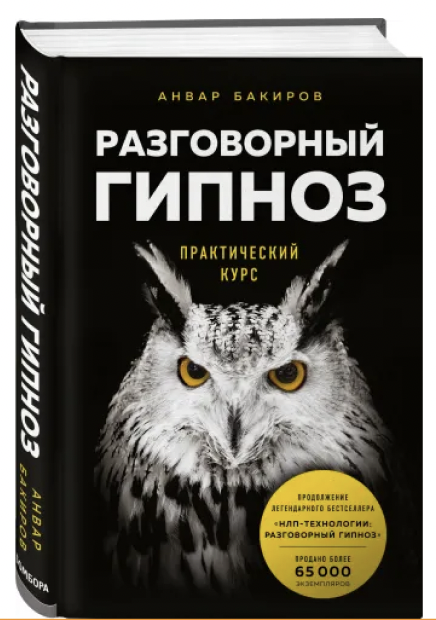 АНВАР БАКИРОВ
РАЗГОВОРНЫЙ
ГИПНОЗ
ПРАКТИЧЕСКИЙ
КУРС
ПРОДОЛЖЕНИЕ
ЛЕГЕНДАРНОГО БЕСТСЕЛЛЕРА
«НЛП-ТЕХНОЛОГИИ:
РАЗГОВОРНЫЙ ГИПНОЗ»
ПРОДАНО БОЛЕЕ
65 000
ЭКЗЕМПЛЯРОВ
РАЗГОВОРНЫЙ ГИПНОЗ
АНВАР
БАКИРОВ
БОМБОРА